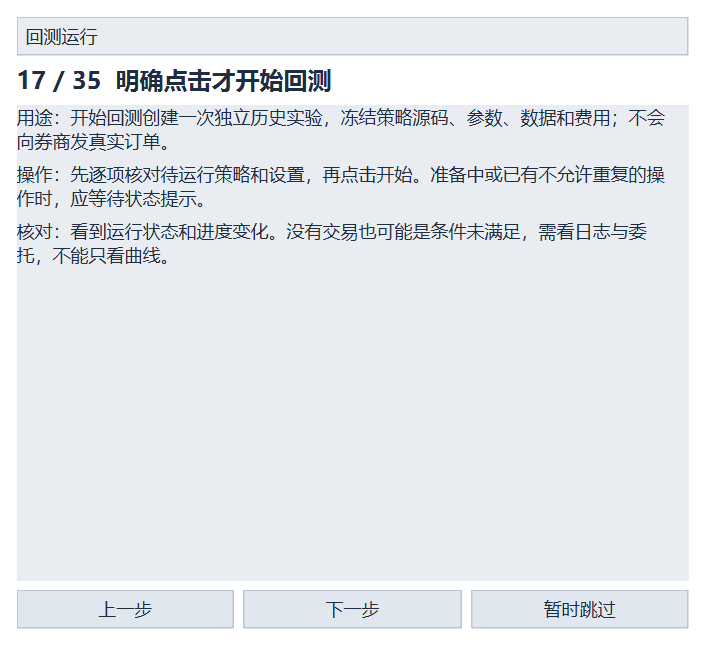 回测运行
17 / 35 明确点击才开始回测
用途：开始回测创建一次独立历史实验，冻结策略源码、参数、数据和费用；不会
向券商发真实订单。
操作：先逐项核对待运行策略和设置，再点击开始。准备中或已有不允许重复的操
作时，应等待状态提示。
核对：看到运行状态和进度变化。没有交易也可能是条件未满足，需看日志与委
托，不能只看曲线。
上一步
下一步
暂时跳过